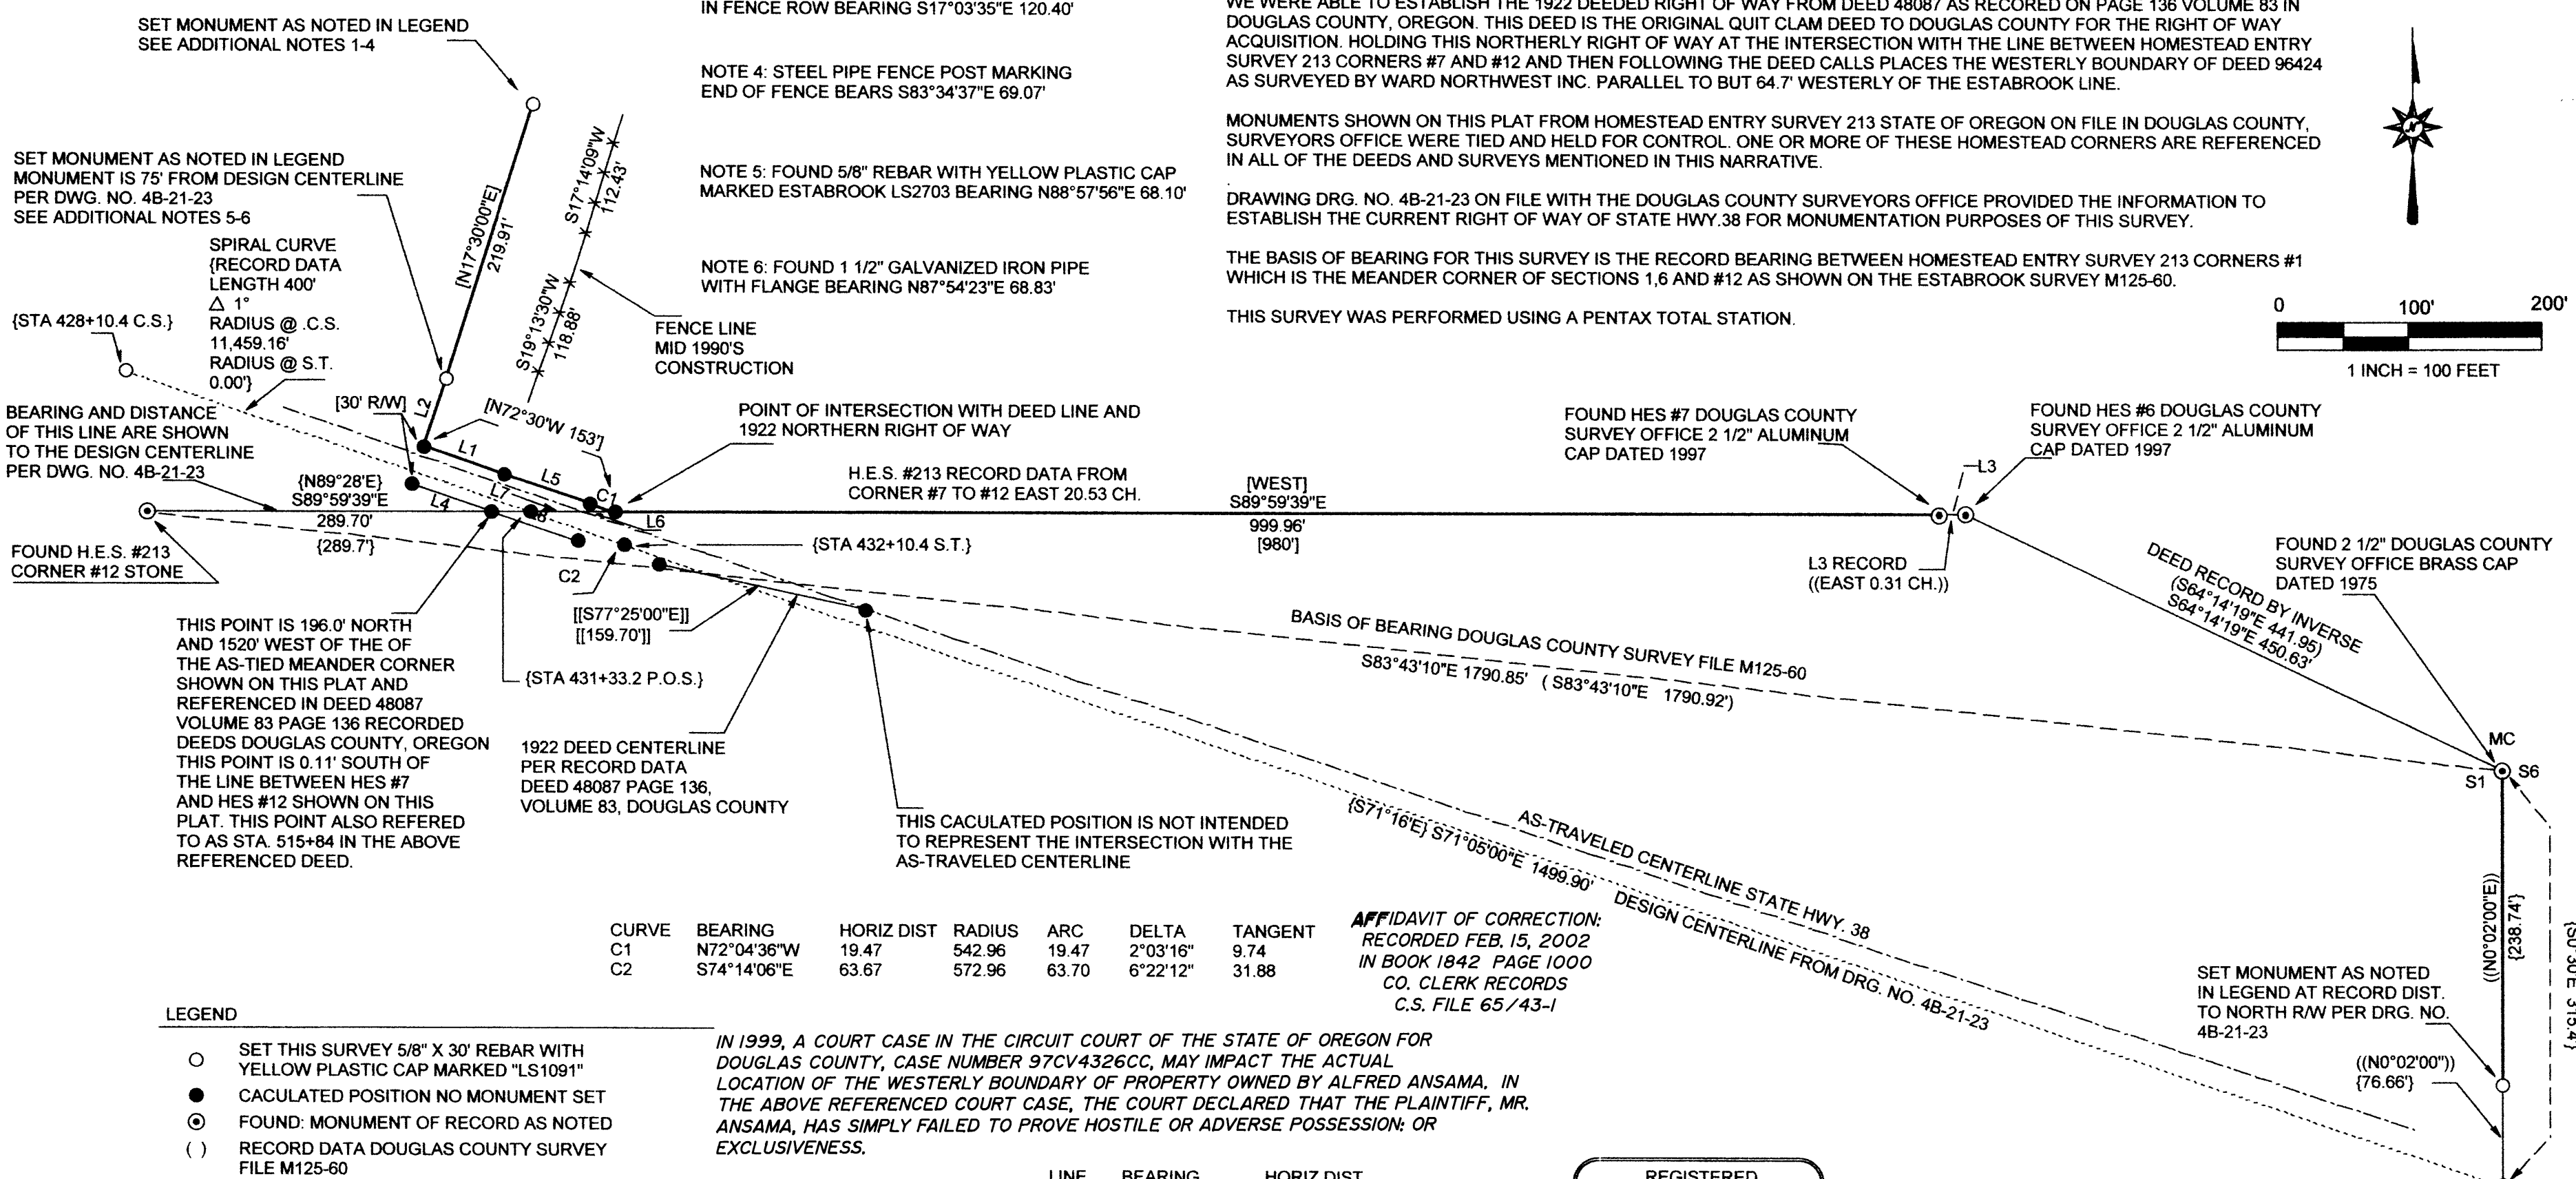 IN FENCE ROW BEARING S17°03'35"E 120.40'
SET MONUMENT AS NOTED IN LEGEND
SEE ADDITIONAL NOTES 1-4
NOTE 4: STEEL PIPE FENCE POST MARKING
END OF FENCE BEARS S83°34'37"E 69.07'
NOTE 5: FOUND 5/8" REBAR WITH YELLOW PLASTIC CAP
MARKED ESTABROOK LS2703 BEARING N88°57'56"E 68.10'
NOTE 6: FOUND 1 1/2" GALVANIZED IRON PIPE
WITH FLANGE BEARING N87°54'23"E 68.83'
WE WERE ABLE TO ESTABLISH THE 1922 DEEDED RIGHT OF WAY FROM DEED 48087 AS RECORED ON PAGE 136 VOLUME 83 IN
DOUGLAS COUNTY, OREGON. THIS DEED IS THE ORIGINAL QUIT CLAM DEED TO DOUGLAS COUNTY FOR THE RIGHT OF WAY
ACQUISITION. HOLDING THIS NORTHERLY RIGHT OF WAY AT THE INTERSECTION WITH THE LINE BETWEEN HOMESTEAD ENTRY
SURVEY 213 CORNERS #7 AND #12 AND THEN FOLLOWING THE DEED CALLS PLACES THE WESTERLY BOUNDARY OF DEED 96424
AS SURVEYED BY WARD NORTHWEST INC. PARALLEL TO BUT 64.7' WESTERLY OF THE ESTABROOK LINE.
MONUMENTS SHOWN ON THIS PLAT FROM HOMESTEAD ENTRY SURVEY 213 STATE OF OREGON ON FILE IN DOUGLAS COUNTY,
SURVEYORS OFFICE WERE TIED AND HELD FOR CONTROL. ONE OR MORE OF THESE HOMESTEAD CORNERS ARE REFERENCED
IN ALL OF THE DEEDS AND SURVEYS MENTIONED IN THIS NARRATIVE.
DRAWING DRG. NO. 4B-21-23 ON FILE WITH THE DOUGLAS COUNTY SURVEYORS OFFICE PROVIDED THE INFORMATION TO
ESTABLISH THE CURRENT RIGHT OF WAY OF STATE HWY.38 FOR MONUMENTATION PURPOSES OF THIS SURVEY.
THE BASIS OF BEARING FOR THIS SURVEY IS THE RECORD BEARING BETWEEN HOMESTEAD ENTRY SURVEY 213 CORNERS #1
WHICH IS THE MEANDER CORNER OF SECTIONS 1,6 AND #12 AS SHOWN ON THE ESTABROOK SURVEY M125-60.
THIS SURVEY WAS PERFORMED USING A PENTAX TOTAL STATION.
N
0 100' 200'
1 INCH = 100 FEET
SET MONUMENT AS NOTED IN LEGEND
MONUMENT IS 75' FROM DESIGN CENTERLINE
PER DWG. NO. 4B-21-23
SEE ADDITIONAL NOTES 5-6
SPIRAL CURVE
{RECORD DATA
LENGTH 400'
△ 1°
RADIUS @ .C.S.
11,459.16'
RADIUS @ S.T.
0.00'}
[N17°30'00"E]
219.91'
S17°14'09"W
112.43'
S19°13'30"W
118.88'
FENCE LINE
MID 1990'S
CONSTRUCTION
{STA 428+10.4 C.S.}
BEARING AND DISTANCE
OF THIS LINE ARE SHOWN
TO THE DESIGN CENTERLINE
PER DWG. NO. 4B-21-23
[30' R/W]
L2
[N72°30'W 153']
L1
L5
C1
L7
L4
L8
L6
C2
POINT OF INTERSECTION WITH DEED LINE AND
1922 NORTHERN RIGHT OF WAY
{N89°28'E}
S89°59'39"E
289.70'
{289.7'}
H.E.S. #213 RECORD DATA FROM
CORNER #7 TO #12 EAST 20.53 CH.
[WEST]
S89°59'39"E
999.96'
[980']
FOUND HES #7 DOUGLAS COUNTY
SURVEY OFFICE 2 1/2" ALUMINUM
CAP DATED 1997
FOUND HES #6 DOUGLAS COUNTY
SURVEY OFFICE 2 1/2" ALUMINUM
CAP DATED 1997
L3
L3 RECORD
((EAST 0.31 CH.))
FOUND H.E.S. #213
CORNER #12 STONE
{STA 432+10.4 S.T.}
[[S77°25'00"E]]
[[159.70']]
{STA 431+33.2 P.O.S.}
DEED RECORD BY INVERSE
(S64°14'19"E 441.95)
S64°14'19"E 450.63'
FOUND 2 1/2" DOUGLAS COUNTY
SURVEY OFFICE BRASS CAP
DATED 1975
BASIS OF BEARING DOUGLAS COUNTY SURVEY FILE M125-60
S83°43'10"E 1790.85' ( S83°43'10"E 1790.92')
MC
S6
S1
THIS POINT IS 196.0' NORTH
AND 1520' WEST OF THE OF
THE AS-TIED MEANDER CORNER
SHOWN ON THIS PLAT AND
REFERENCED IN DEED 48087
VOLUME 83 PAGE 136 RECORDED
DEEDS DOUGLAS COUNTY, OREGON
THIS POINT IS 0.11' SOUTH OF
THE LINE BETWEEN HES #7
AND HES #12 SHOWN ON THIS
PLAT. THIS POINT ALSO REFERED
TO AS STA. 515+84 IN THE ABOVE
REFERENCED DEED.
1922 DEED CENTERLINE
PER RECORD DATA
DEED 48087 PAGE 136,
VOLUME 83, DOUGLAS COUNTY
THIS CACULATED POSITION IS NOT INTENDED
TO REPRESENT THE INTERSECTION WITH THE
AS-TRAVELED CENTERLINE
AS-TRAVELED CENTERLINE STATE HWY. 38
{S71°16'E} S71°05'00"E 1499.90'
DESIGN CENTERLINE FROM DRG. NO. 4B-21-23
((N0°02'00"E))
{238.74'}
{S0°30'E 315.4'}
SET MONUMENT AS NOTED
IN LEGEND AT RECORD DIST.
TO NORTH R/W PER DRG. NO.
4B-21-23
((N0°02'00"))
{76.66'}
CURVE BEARING HORIZ DIST RADIUS ARC DELTA TANGENT
C1 N72°04'36"W 19.47 542.96 19.47 2°03'16" 9.74
C2 S74°14'06"E 63.67 572.96 63.70 6°22'12" 31.88
AFFIDAVIT OF CORRECTION:
RECORDED FEB. 15, 2002
IN BOOK 1842 PAGE 1000
CO. CLERK RECORDS
C.S. FILE 65/43-1
LEGEND
SET THIS SURVEY 5/8" X 30' REBAR WITH
YELLOW PLASTIC CAP MARKED "LS1091"
CACULATED POSITION NO MONUMENT SET
FOUND: MONUMENT OF RECORD AS NOTED
( ) RECORD DATA DOUGLAS COUNTY SURVEY
FILE M125-60
IN 1999, A COURT CASE IN THE CIRCUIT COURT OF THE STATE OF OREGON FOR
DOUGLAS COUNTY, CASE NUMBER 97CV4326CC, MAY IMPACT THE ACTUAL
LOCATION OF THE WESTERLY BOUNDARY OF PROPERTY OWNED BY ALFRED ANSAMA. IN
THE ABOVE REFERENCED COURT CASE, THE COURT DECLARED THAT THE PLAINTIFF, MR.
ANSAMA, HAS SIMPLY FAILED TO PROVE HOSTILE OR ADVERSE POSSESSION: OR
EXCLUSIVENESS.
LINE BEARING HORIZ DIST
REGISTERED